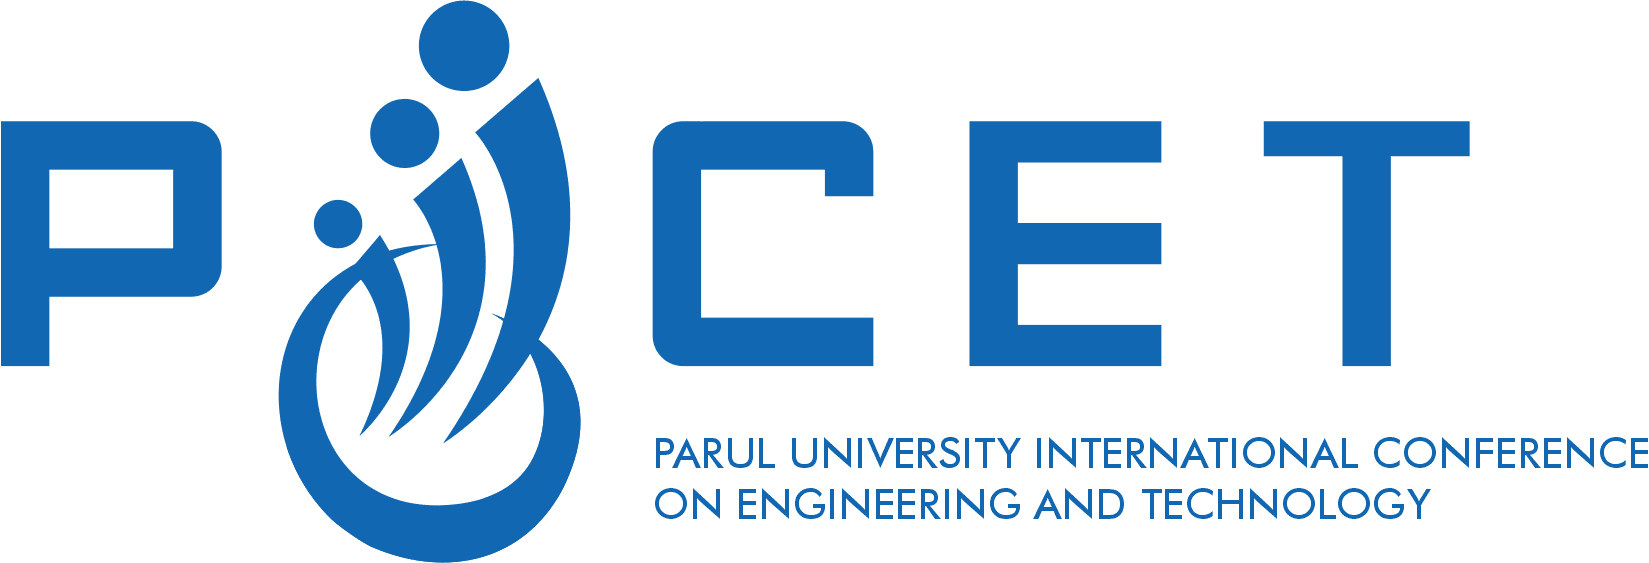 PiCET
PARUL UNIVERSITY INTERNATIONAL CONFERENCE
ON ENGINEERING AND TECHNOLOGY